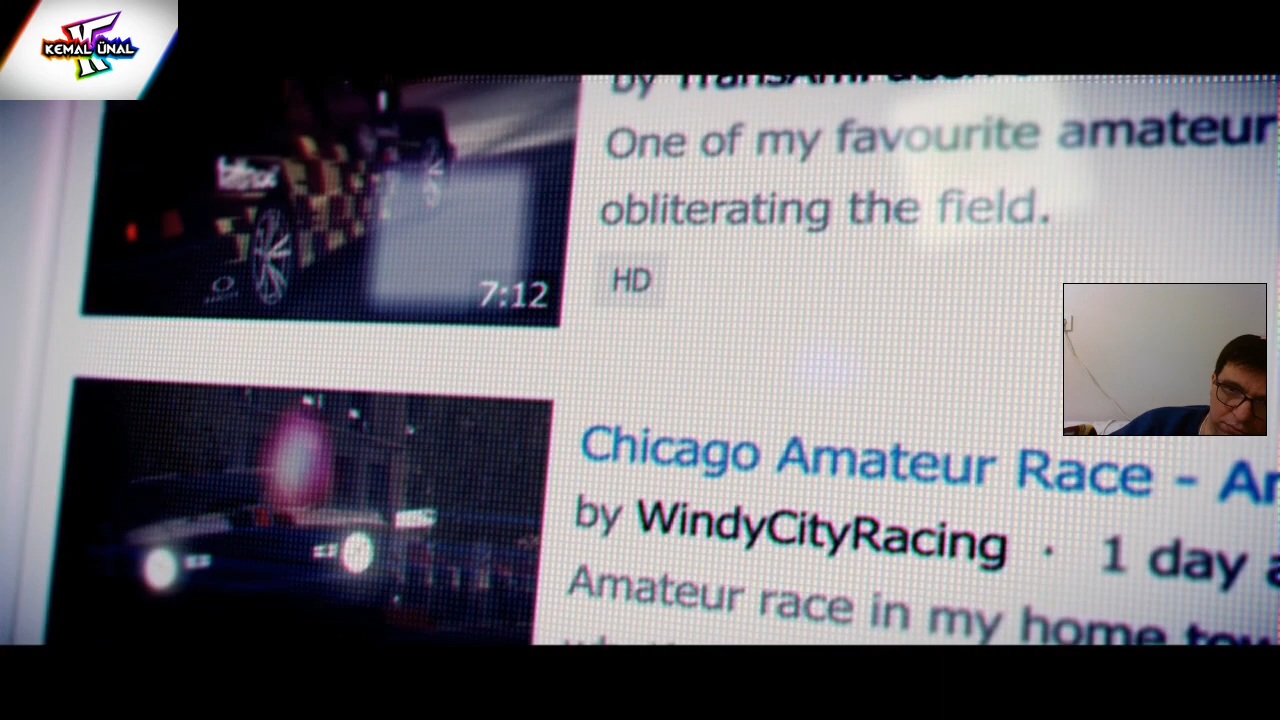 KEMAL ÜNAL
by
One of my favourite amateur
obliterating the field.
HD
7:12
Chicago Amateur Race -
by WindyCityRacing · 1 day
Amateur race in my home